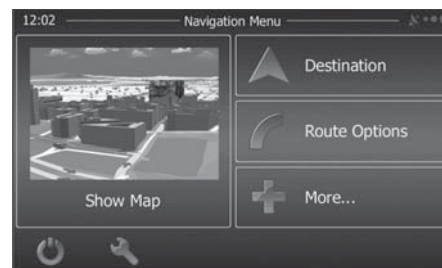 12:02 Navigation Menu
Destination
Route Options
Show Map
More...